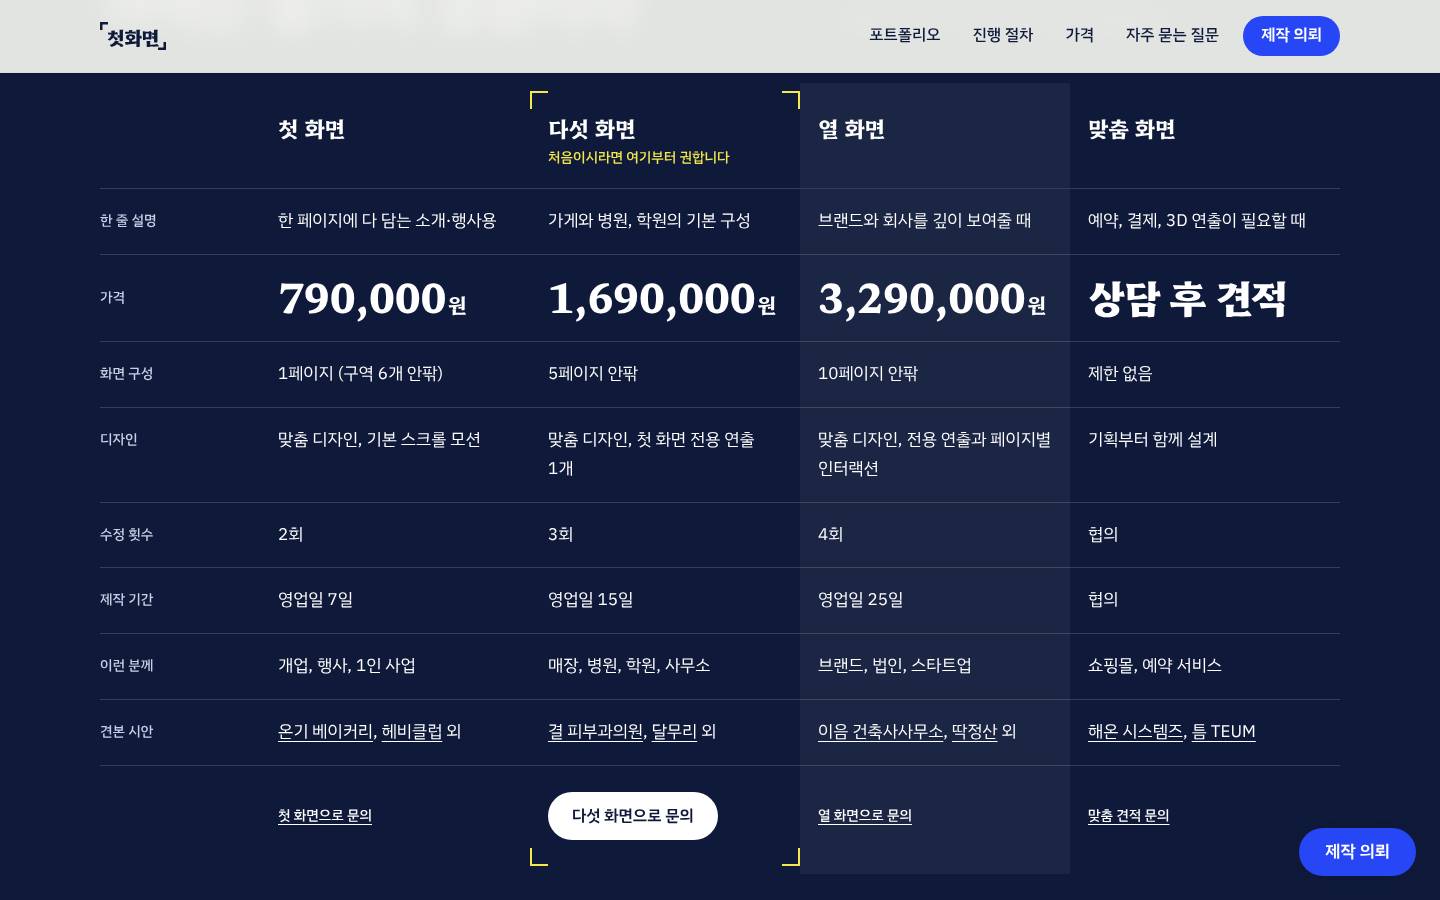 첫화면
포트폴리오
진행 절차
가격
자주 묻는 질문
제작 의뢰
첫 화면
다섯 화면
처음이시라면 여기부터 권합니다
열 화면
맞춤 화면
한 줄 설명
한 페이지에 다 담는 소개·행사용
가게와 병원, 학원의 기본 구성
브랜드와 회사를 깊이 보여줄 때
예약, 결제, 3D 연출이 필요할 때
가격
790,000원
1,690,000원
3,290,000원
상담 후 견적
화면 구성
1페이지 (구역 6개 안팎)
5페이지 안팎
10페이지 안팎
제한 없음
디자인
맞춤 디자인, 기본 스크롤 모션
맞춤 디자인, 첫 화면 전용 연출
1개
맞춤 디자인, 전용 연출과 페이지별
인터랙션
기획부터 함께 설계
수정 횟수
2회
3회
4회
협의
제작 기간
영업일 7일
영업일 15일
영업일 25일
협의
이런 분께
개업, 행사, 1인 사업
매장, 병원, 학원, 사무소
브랜드, 법인, 스타트업
쇼핑몰, 예약 서비스
견본 시안
온기 베이커리, 헤비클럽 외
결 피부과의원, 달무리 외
이음 건축사사무소, 딱정산 외
해온 시스템즈, 틈 TEUM
첫 화면으로 문의
다섯 화면으로 문의
열 화면으로 문의
맞춤 견적 문의
제작 의뢰